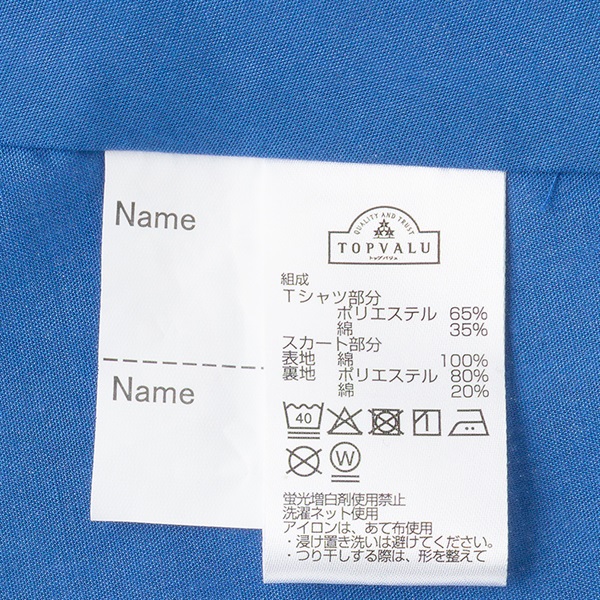 Name
Name
QUALITY AND TRUST
TOPVALU
トップバリュ
組成
Tシャツ部分
ポリエステル 65%
綿 35%
スカート部分
表地 綿 100%
裏地 ポリエステル 80%
綿 20%
40
W
蛍光増白剤使用禁止
洗濯ネット使用
アイロンは、あて布使用
・浸け置き洗いは避けてください。
・つり干しする際は、形を整えて